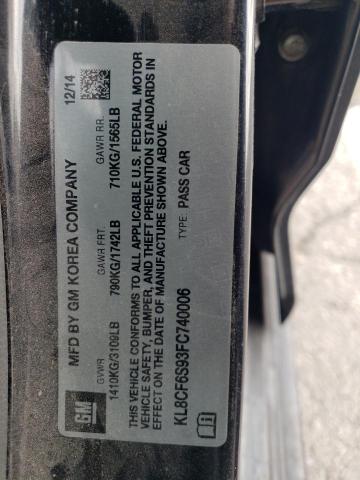 MFD BY GM KOREA COMPANY 12/14
GVWR GAWR FRT. GAWR RR.
1410KG/3109LB 790KG/1742LB 710KG/1565LB
THIS VEHICLE CONFORMS TO ALL APPLICABLE U.S. FEDERAL MOTOR
VEHICLE SAFETY, BUMPER, AND THEFT PREVENTION STANDARDS IN
EFFECT ON THE DATE OF MANUFACTURE SHOWN ABOVE.
KL8CF6S93FC740006 TYPE: PASS CAR
GM